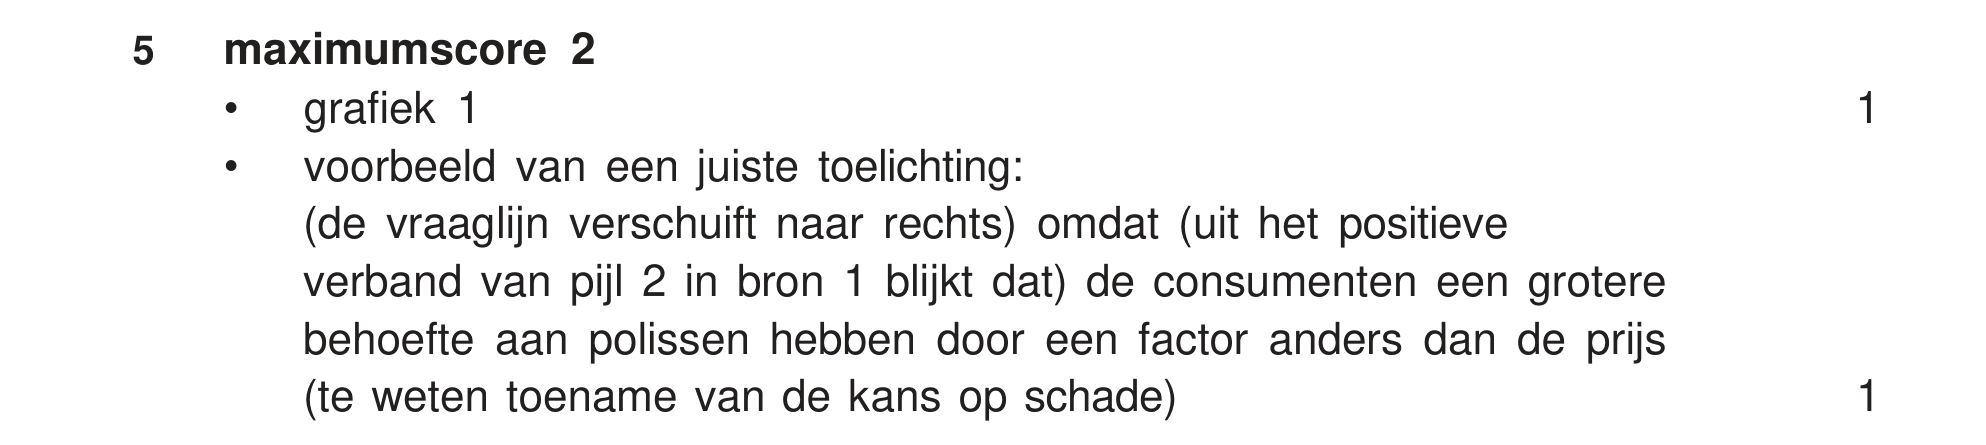 5 maximumscore 2
• grafiek 1 1
• voorbeeld van een juiste toelichting:
(de vraaglijn verschuift naar rechts) omdat (uit het positieve
verband van pijl 2 in bron 1 blijkt dat) de consumenten een grotere
behoefte aan polissen hebben door een factor anders dan de prijs
(te weten toename van de kans op schade) 1